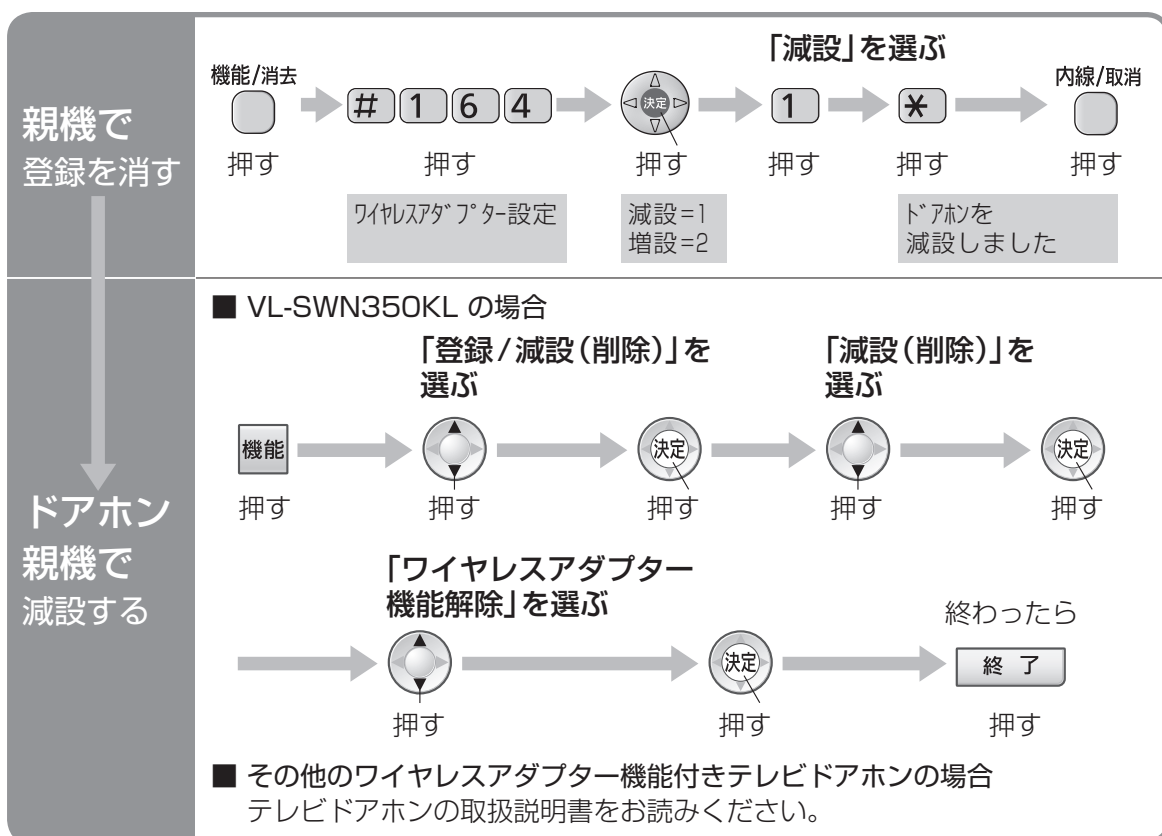 親機で
登録を消す
「減設」を選ぶ
機能/消去
# 1 6 4
決定
1
*
内線/取消
押す
押す
押す
押す
押す
押す
ワイヤレスアダプター設定
減設=1
増設=2
ドアホンを
減設しました
ドアホン
親機で
減設する
■ VL-SWN350KL の場合
「登録/減設(削除)」を
選ぶ
「減設(削除)」を
選ぶ
機能
決定
決定
押す
押す
押す
押す
押す
「ワイヤレスアダプター
機能解除」を選ぶ
終わったら
決定
終 了
押す
押す
押す
■ その他のワイヤレスアダプター機能付きテレビドアホンの場合
テレビドアホンの取扱説明書をお読みください。